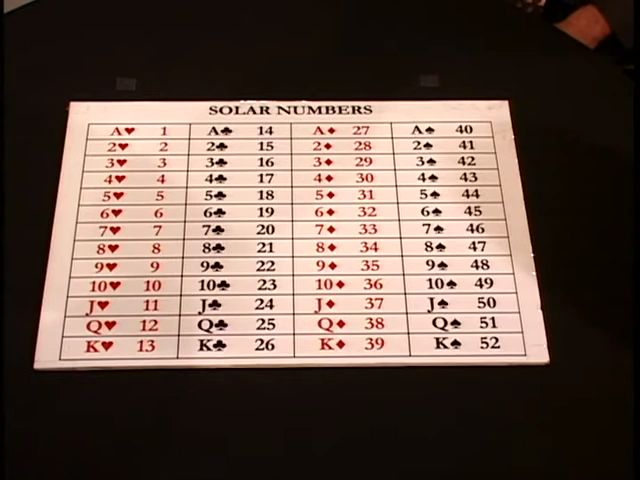 SOLAR NUMBERS
A♥ 1 A♣ 14 A♦ 27 A♠ 40
2♥ 2 2♣ 15 2♦ 28 2♠ 41
3♥ 3 3♣ 16 3♦ 29 3♠ 42
4♥ 4 4♣ 17 4♦ 30 4♠ 43
5♥ 5 5♣ 18 5♦ 31 5♠ 44
6♥ 6 6♣ 19 6♦ 32 6♠ 45
7♥ 7 7♣ 20 7♦ 33 7♠ 46
8♥ 8 8♣ 21 8♦ 34 8♠ 47
9♥ 9 9♣ 22 9♦ 35 9♠ 48
10♥ 10 10♣ 23 10♦ 36 10♠ 49
J♥ 11 J♣ 24 J♦ 37 J♠ 50
Q♥ 12 Q♣ 25 Q♦ 38 Q♠ 51
K♥ 13 K♣ 26 K♦ 39 K♠ 52